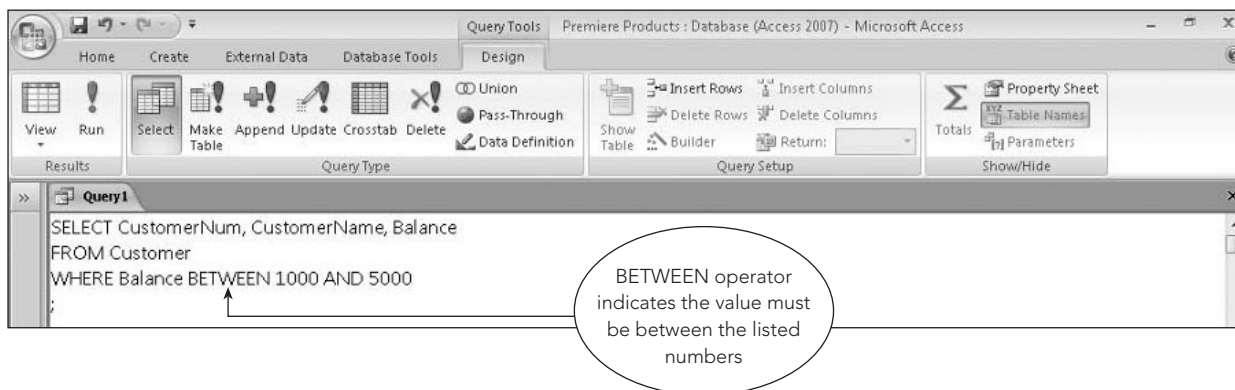 Query Tools Premiere Products : Database (Access 2007) - Microsoft Access
Home Create External Data Database Tools Design
View Run Select Make Table Append Update Crosstab Delete
Union
Pass-Through
Data Definition
Show Table
Insert Rows
Delete Rows
Builder
Insert Columns
Delete Columns
Return:
Totals
Property Sheet
XYZ Table Names
[?] Parameters
Results Query Type Query Setup Show/Hide
» Query1
SELECT CustomerNum, CustomerName, Balance
FROM Customer
WHERE Balance BETWEEN 1000 AND 5000
;
BETWEEN operator
indicates the value must
be between the listed
numbers